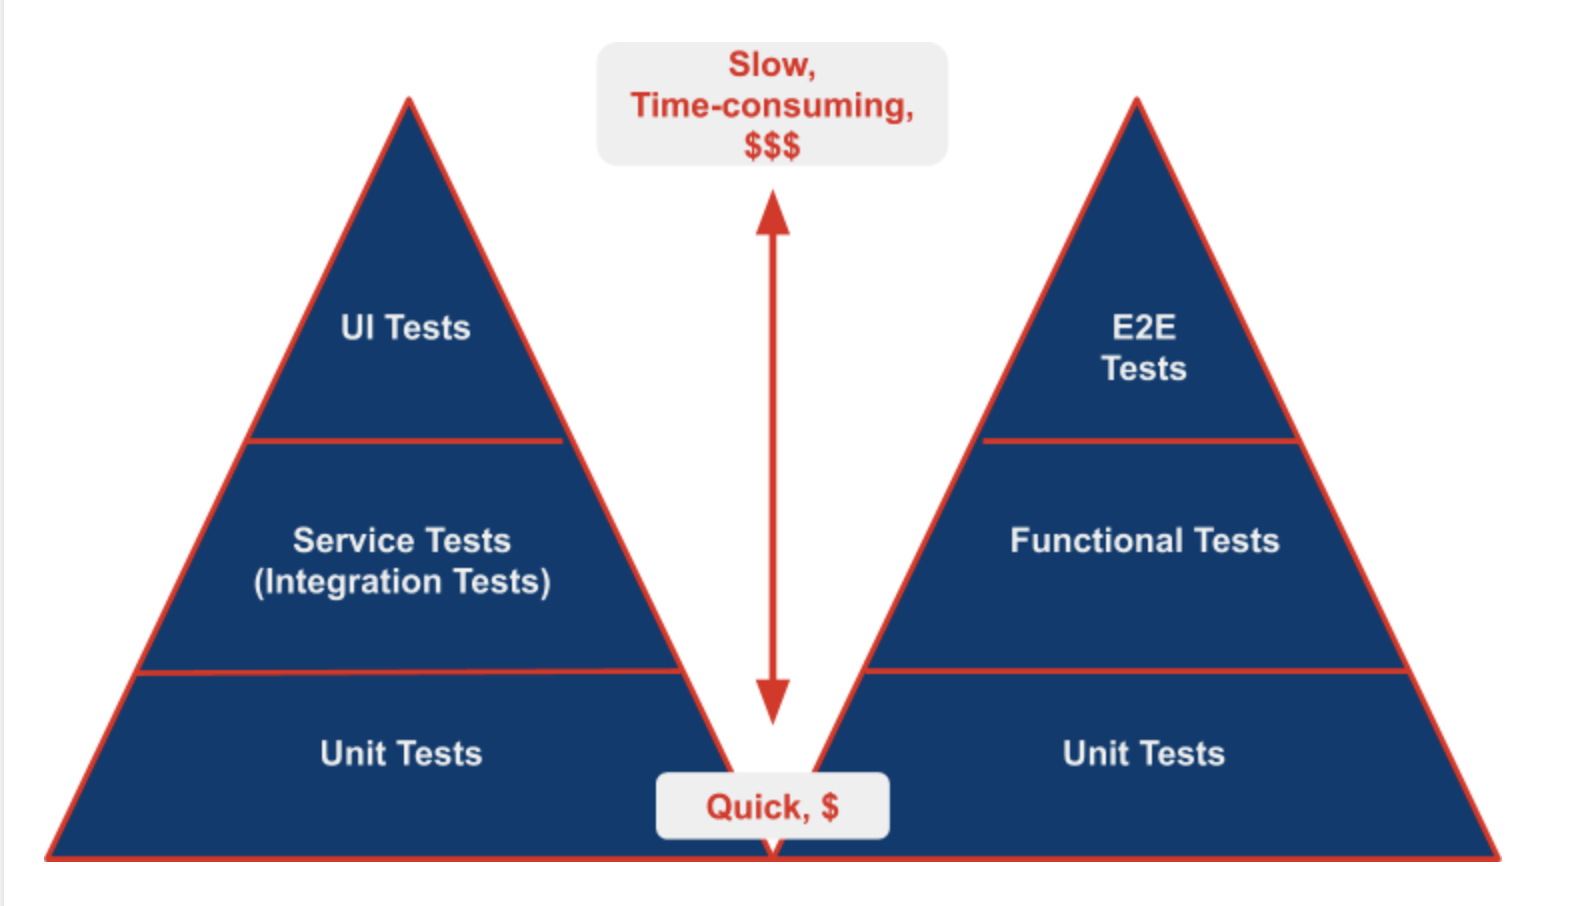 Slow,
Time-consuming,
$$$
UI Tests
E2E
Tests
Service Tests
(Integration Tests)
Functional Tests
Unit Tests
Unit Tests
Quick, $